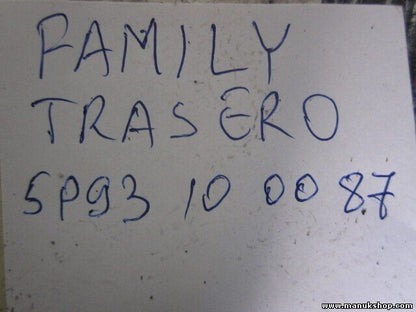 FAMILY
TRASERO
5P93 10 00 87
www.manukshop.com